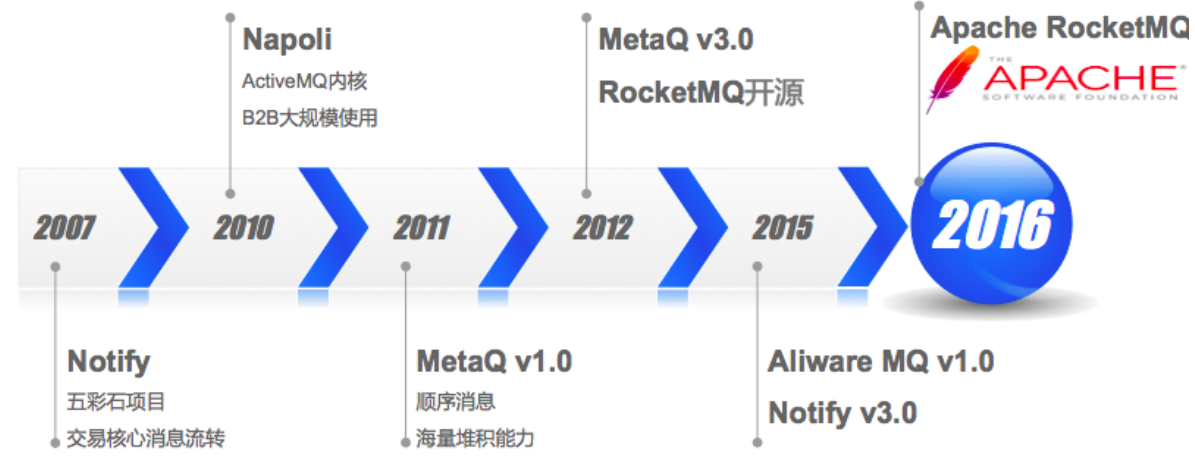 Napoli
ActiveMQ内核
B2B大规模使用
MetaQ v3.0
RocketMQ开源
Apache RocketMQ
THE
APACHE
SOFTWARE FOUNDATION
2007
2010
2011
2012
2015
2016
Notify
五彩石项目
交易核心消息流转
MetaQ v1.0
顺序消息
海量堆积能力
Aliware MQ v1.0
Notify v3.0